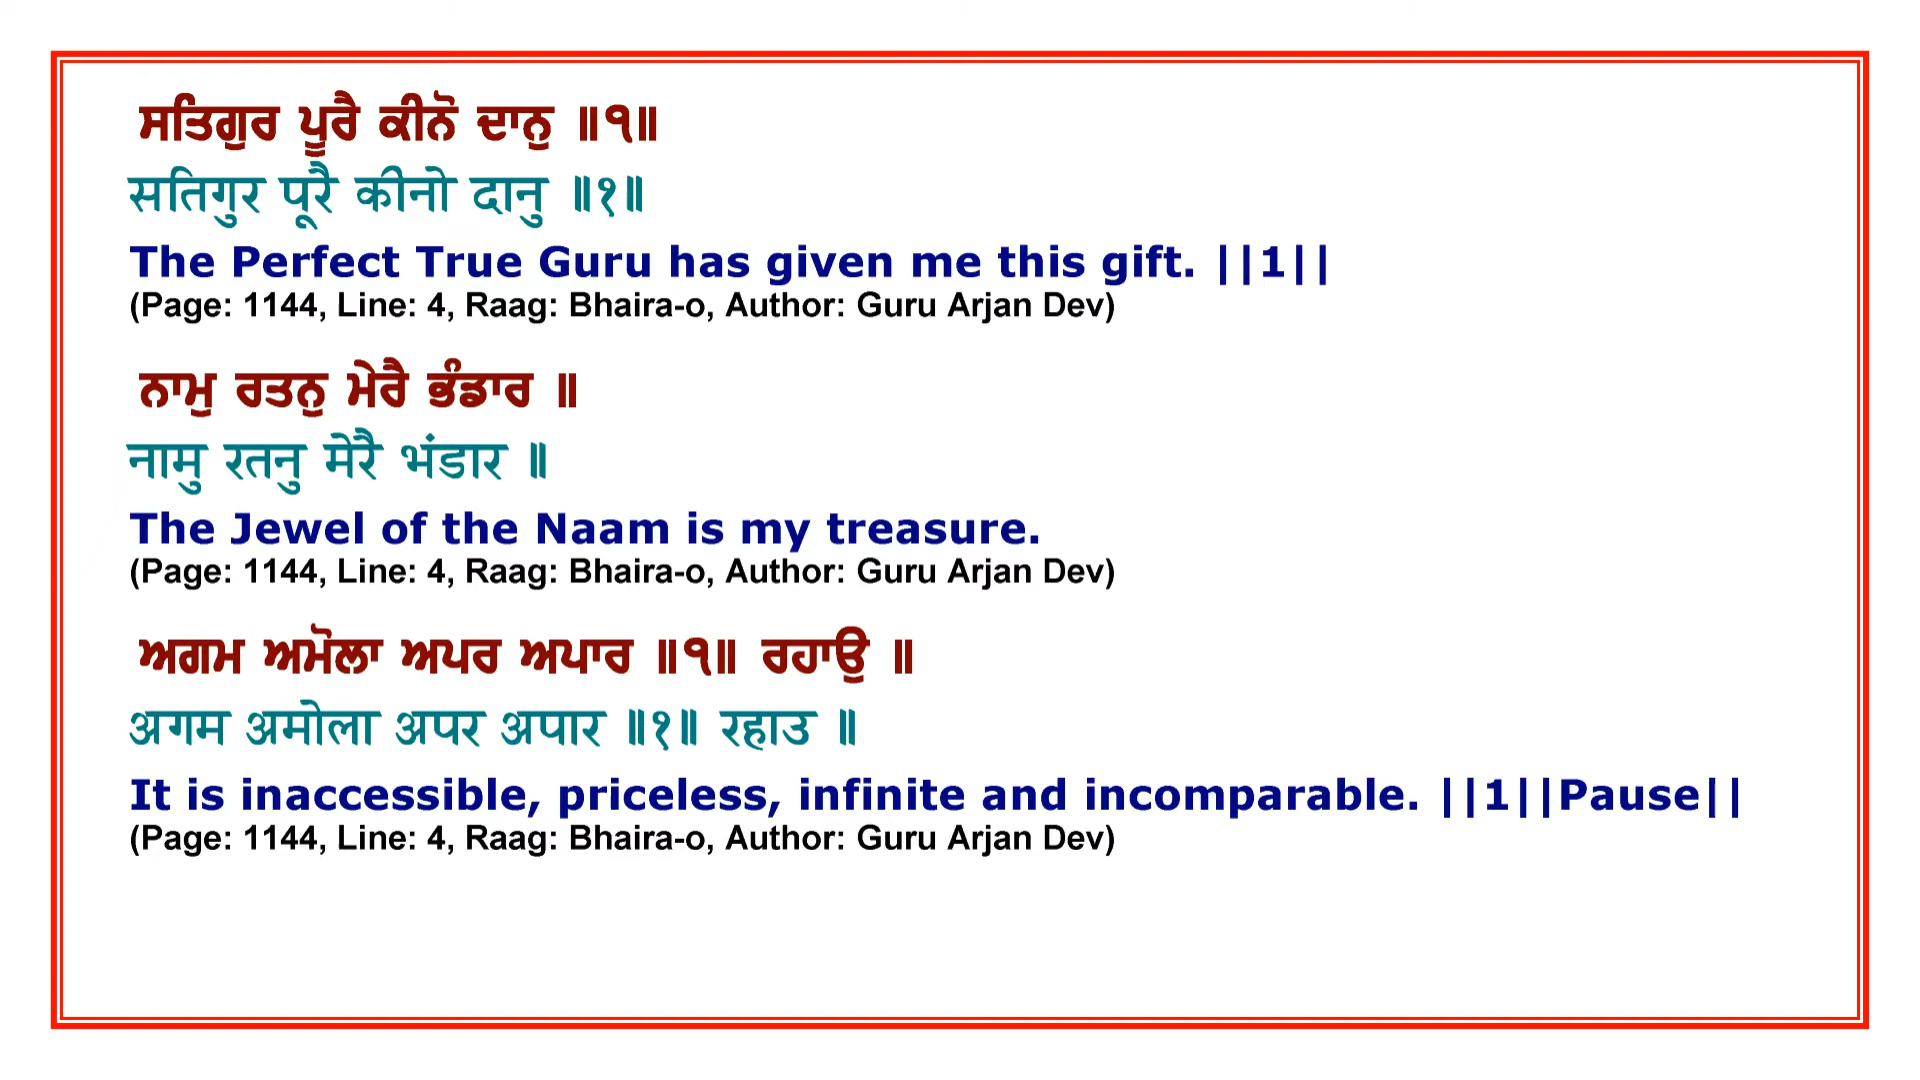 ਸਤਿਗੁਰ ਪੂਰੈ ਕੀਨੋ ਦਾਨੁ ॥੧॥
सतिगुर पूरै कीनो दानु ॥१॥
The Perfect True Guru has given me this gift. ||1||
(Page: 1144, Line: 4, Raag: Bhaira-o, Author: Guru Arjan Dev)
ਨਾਮੁ ਰਤਨੁ ਮੇਰੈ ਭੰਡਾਰ ॥
नामु रतनु मेरै भंडार ॥
The Jewel of the Naam is my treasure.
(Page: 1144, Line: 4, Raag: Bhaira-o, Author: Guru Arjan Dev)
ਅਗਮ ਅਮੋਲਾ ਅਪਰ ਅਪਾਰ ॥੧॥ ਰਹਾਉ ॥
अगम अमोला अपर अपार ॥१॥ रहाउ ॥
It is inaccessible, priceless, infinite and incomparable. ||1||Pause||
(Page: 1144, Line: 4, Raag: Bhaira-o, Author: Guru Arjan Dev)